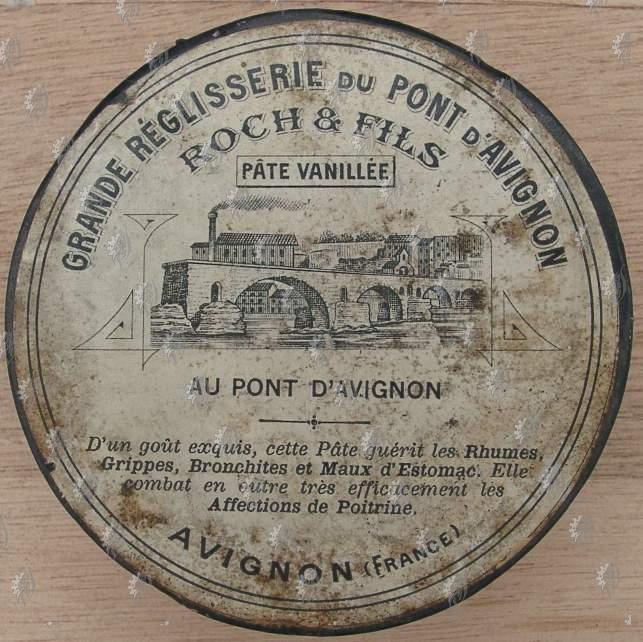 GRANDE RÉGLISSERIE DU PONT D'AVIGNON
ROCH & FILS
PÂTE VANILLÉE
AU PONT D'AVIGNON
D'un goût exquis, cette Pâte guérit les Rhumes,
Grippes, Bronchites et Maux d'Estomac. Elle
combat en outre très efficacement les
Affections de Poitrine.
AVIGNON (FRANCE)